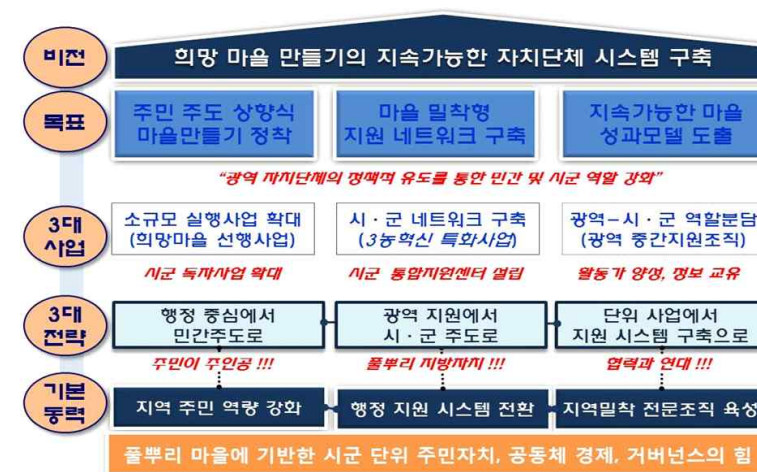 비전
희망 마을 만들기의 지속가능한 자치단체 시스템 구축
목표
주민 주도 상향식
마을만들기 정착
마을 밀착형
지원 네트워크 구축
지속가능한 마을
성과모델 도출
“광역 자치단체의 정책적 유도를 통한 민간 및 시군 역할 강화”
3대
사업
소규모 실행사업 확대
(희망마을 선행사업)
시·군 네트워크 구축
(3농혁신 특화사업)
광역-시·군 역할분담
(광역 중간지원조직)
시군 독자사업 확대
시군 통합지원센터 설립
활동가 양성, 정보 교유
3대
전략
행정 중심에서
민간주도로
광역 지원에서
시·군 주도로
단위 사업에서
지원 시스템 구축으로
주민이 주인공 !!!
풀뿌리 지방자치 !!!
협력과 연대 !!!
기본
동력
지역 주민 역량 강화
행정 지원 시스템 전환
지역밀착 전문조직 육성
풀뿌리 마을에 기반한 시군 단위 주민자치, 공동체 경제, 거버넌스의 힘